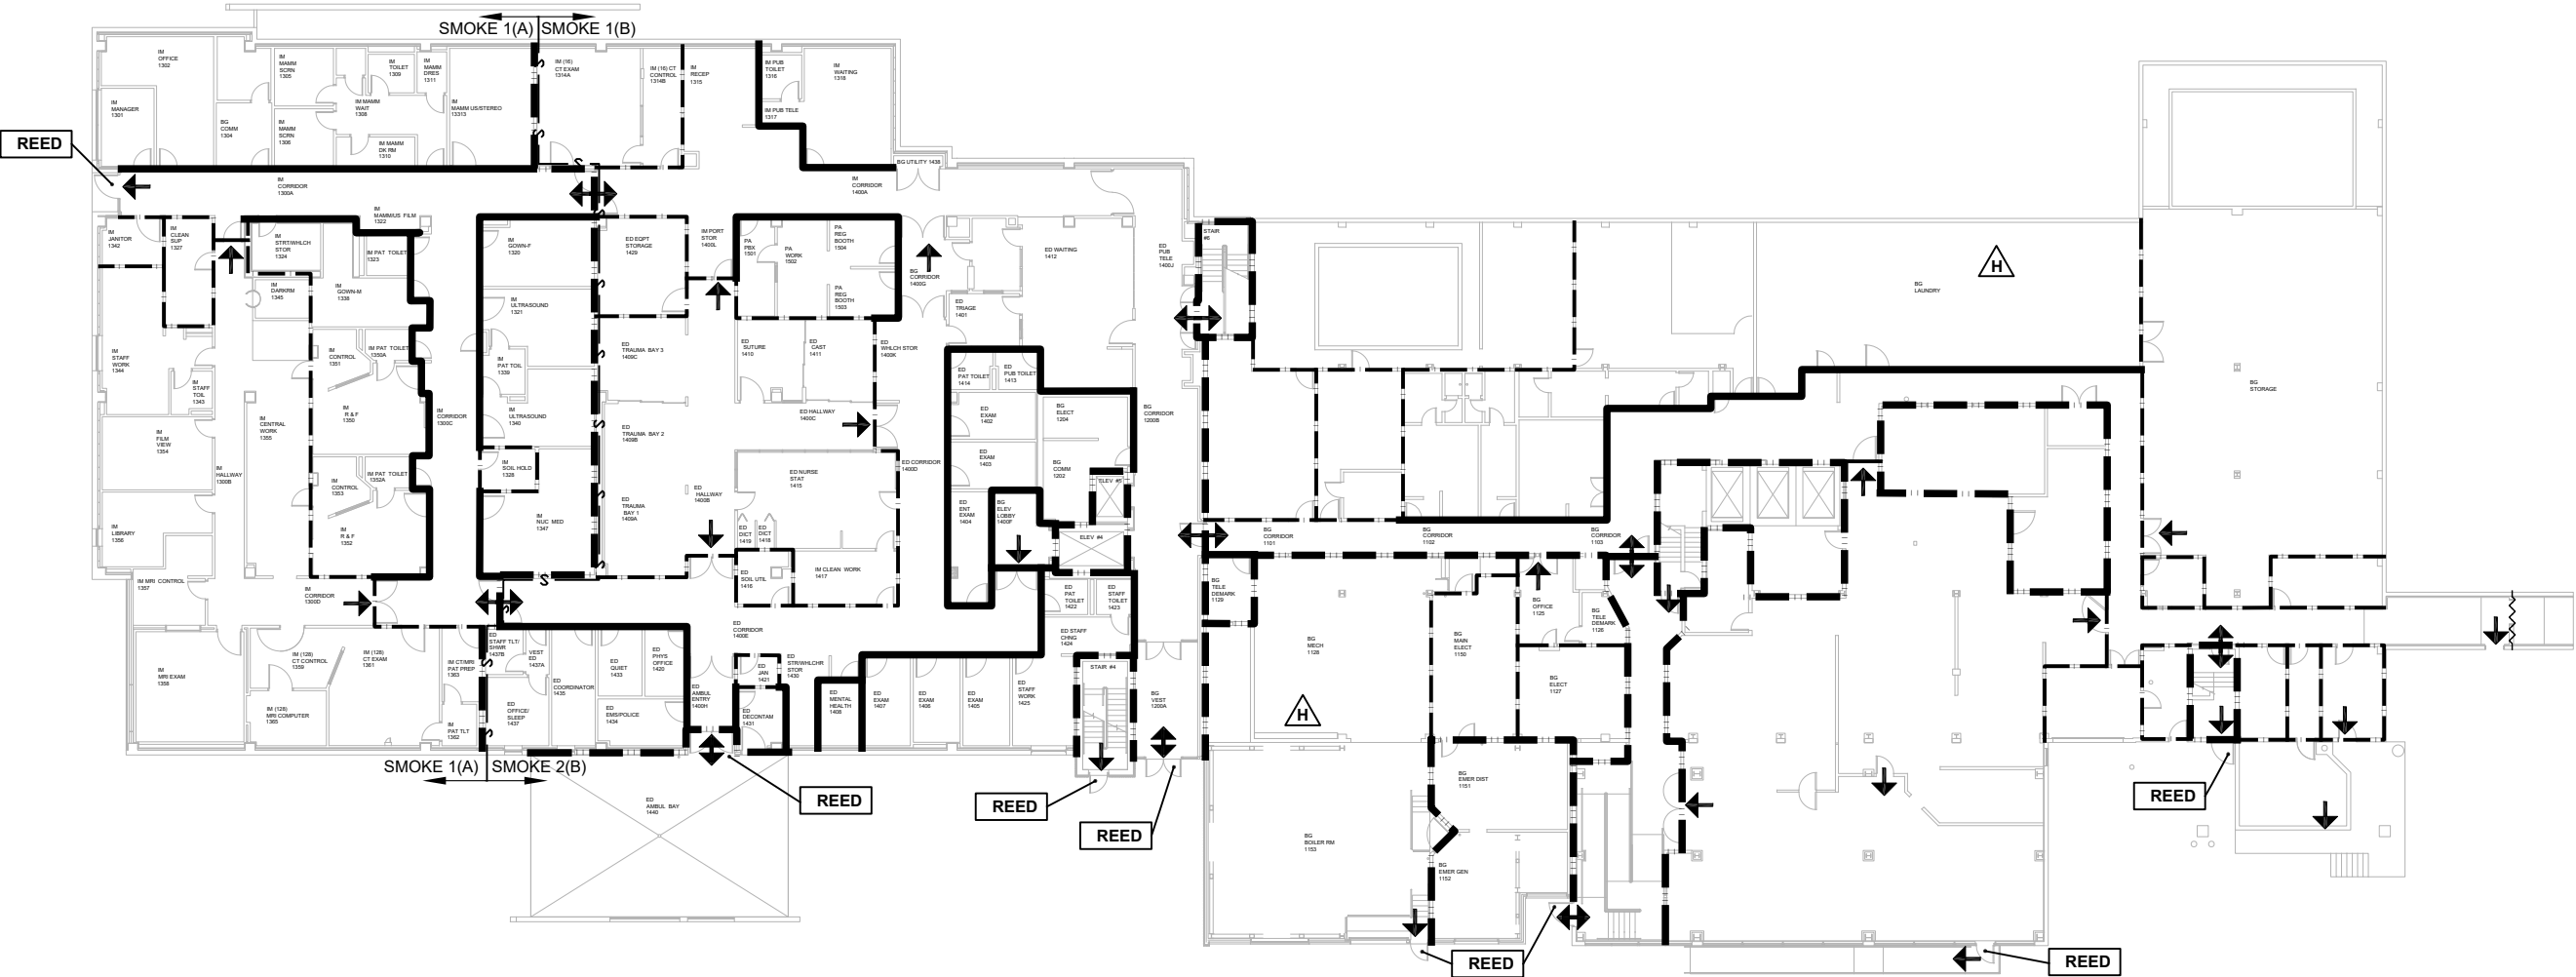 SMOKE 1(A)
SMOKE 1(B)
IM
OFFICE
1302
IM
MANAGER
1301
BG
COMM
1304
IM
MAMM
SCRN
1305
IM
MAMM
SCRN
1306
IM MAMM
WAIT
1308
IM
TOILET
1309
IM
MAMM
DRES
1311
IM MAMM
DK RM
1310
IM
MAMM US/STEREO
13313
IM (16)
CT EXAM
1314A
IM (16) CT
CONTROL
1314B
IM
RECEP
1315
IM PUB
TOILET
1316
IM PUB TELE
1317
IM
WAITING
1318
BG UTILITY 1438
REED
IM
CORRIDOR
1300A
IM
CORRIDOR
1400A
IM
MAMM/US FILM
1322
IM
JANITOR
1342
IM
CLEAN
SUP
1327
IM
STRT/WHLCH
STOR
1324
IM PAT TOILET
1323
IM
DARKRM
1345
IM
GOWN-M
1338
IM
GOWN-F
1320
IM
ULTRASOUND
1321
IM
PAT TOIL
1339
IM
ULTRASOUND
1340
IM
SOIL HOLD
1328
IM
NUC MED
1347
IM
STAFF
WORK
1344
IM
STAFF
TOIL
1343
IM
FILM
VIEW
1354
IM
CENTRAL
WORK
1355
IM
HALLWAY
1300B
IM
LIBRARY
1356
IM
CONTROL
1351
IM PAT TOILET
1350A
IM
R & F
1350
IM
CORRIDOR
1300C
IM
CONTROL
1353
IM PAT TOILET
1352A
IM
R & F
1352
IM MRI CONTROL
1357
IM
CORRIDOR
1300D
IM
MRI EXAM
1358
IM (128)
CT CONTROL
1359
IM (128)
CT EXAM
1361
IM (128)
MRI COMPUTER
1365
IM CT/MRI
PAT PREP
1363
IM
PAT TLT
1362
ED EQPT
STORAGE
1429
IM PORT
STOR
1400L
PA
PBX
1501
PA
WORK
1502
PA
REG
BOOTH
1504
PA
REG
BOOTH
1503
BG
CORRIDOR
1400G
ED WAITING
1412
ED
TRIAGE
1401
ED
PUB
TELE
1400J
ED
TRAUMA BAY 3
1409C
ED
SUTURE
1410
ED
CAST
1411
ED
WHLCH STOR
1400K
ED HALLWAY
1400C
ED
TRAUMA BAY 2
1409B
ED
TRAUMA
BAY 1
1409A
ED
HALLWAY
1400B
ED NURSE
STAT
1415
ED
DICT
1419
ED
DICT
1418
ED
SOIL UTIL
1416
IM CLEAN WORK
1417
ED CORRIDOR
1400D
ED
PAT TOILET
1414
ED
PUB TOILET
1413
ED
EXAM
1402
ED
EXAM
1403
ED
ENT
EXAM
1404
BG
ELEV
LOBBY
1400F
BG
ELECT
1204
BG
COMM
1202
ELEV #5
ELEV #4
BG
CORRIDOR
1200B
ED
PAT
TOILET
1422
ED
STAFF
TOILET
1423
ED STAFF
CHNG
1424
ED
CORRIDOR
1400E
ED
STAFF TLT/
SHWR
1437B
VEST
ED
1437A
ED
OFFICE/
SLEEP
1437
ED
COORDINATOR
1435
ED
QUIET
1433
ED
PHYS
OFFICE
1420
ED
EMS/POLICE
1434
ED
AMBUL
ENTRY
1400H
ED
JAN
1421
ED
STR/WHLCHR
STOR
1430
ED
DECONTAM
1431
ED
MENTAL
HEALTH
1406
ED
EXAM
1407
ED
EXAM
1408
ED
EXAM
1405
ED
STAFF
WORK
1425
STAIR #4
BG
VEST
1200A
SMOKE 1(A)
SMOKE 2(B)
ED
AMBUL BAY
1440
REED
REED
REED
STAIR
#6
BG
CORRIDOR
1101
BG
CORRIDOR
1102
BG
CORRIDOR
1103
BG
TELE
DEMARK
1129
BG
MECH
1128
BG
MAIN
ELECT
1150
BG
OFFICE
1125
BG
TELE
DEMARK
1126
BG
ELECT
1127
H
BG
BOILER RM
1153
BG
EMER DIST
1151
BG
EMER GEN
1152
REED
H
BG
LAUNDRY
BG
STORAGE
REED
REED
S
S
S
S
S
S
S
S
S
S
S